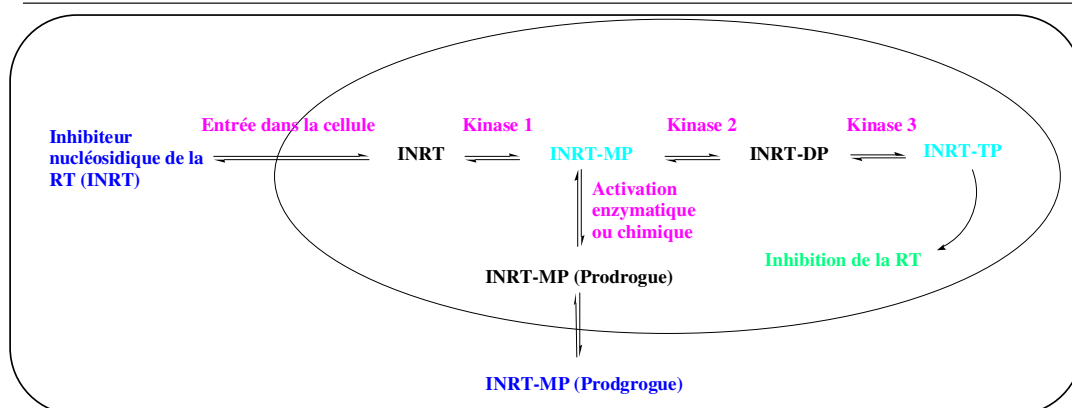 Entrée dans la cellule
Kinase 1
Kinase 2
Kinase 3
Inhibiteur
nucléosidique de la
RT (INRT)
INRT
INRT-MP
INRT-DP
INRT-TP
Activation
enzymatique
ou chimique
Inhibition de la RT
INRT-MP (Prodrogue)
INRT-MP (Prodgrogue)